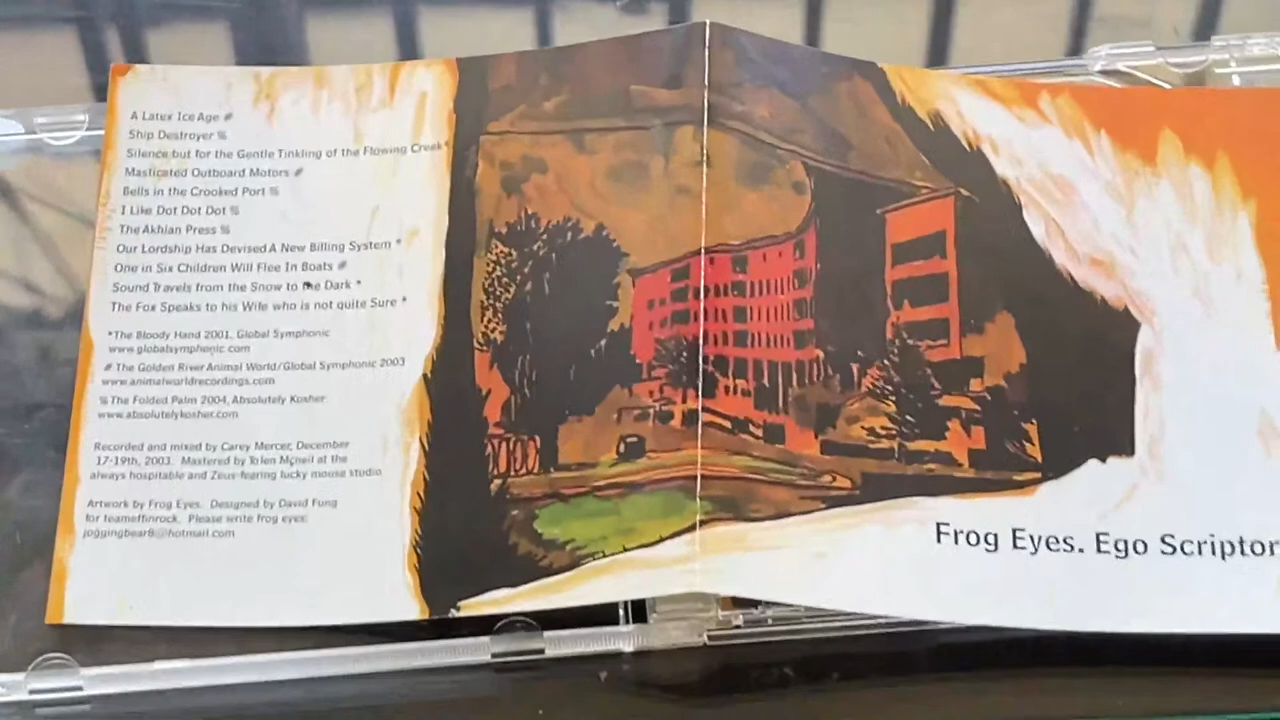 A Latex Ice Age #
Ship Destroyer %
Silence but for the Gentle Tinkling of the Flowing Creek*
Masticated Outboard Motors #
Bells in the Crooked Port %
I Like Dot Dot Dot %
The Akhian Press %
Our Lordship Has Devised A New Billing System *
One in Six Children Will Flee In Boats #
Sound Travels from the Snow to the Dark *
The Fox Speaks to his Wife who is not quite Sure *
*The Bloody Hand 2001, Global Symphonic
www.globalsymphonic.com
# The Golden River Animal World/Global Symphonic 2003
www.animalworldrecordings.com
% The Folded Palm 2004, Absolutely Kosher
www.absolutelykosher.com
Recorded and mixed by Carey Mercer, December
17-19th, 2003. Mastered by Tolan McNeil at the
always hospitable and Zeus-fearing lucky mouse studio
Artwork by Frog Eyes. Designed by David Fung
for teameffinrock. Please write frog eyes:
joggingbear8@hotmail.com
Frog Eyes. Ego Scriptor